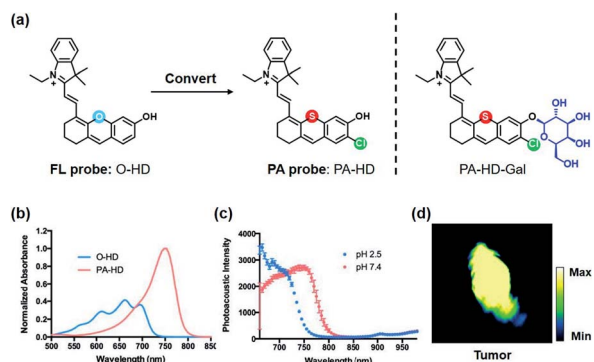 (a)
Convert
N
+
O
OH
N
+
S
OH
Cl
N
+
S
O
Cl
OH
OH
O
OH
OH
FL probe: O-HD
PA probe: PA-HD
PA-HD-Gal
(b)
(c)
(d)
Normalized Absorbance
1.2
1.0
0.8
0.6
0.4
0.2
0.0
O-HD
PA-HD
500 550 600 650 700 750 800 850
Wavelength (nm)
Photoacoustic Intensity
4000
3000
2000
1000
0
pH 2.5
pH 7.4
700 800 900
Wavelength (nm)
Max
Min
Tumor